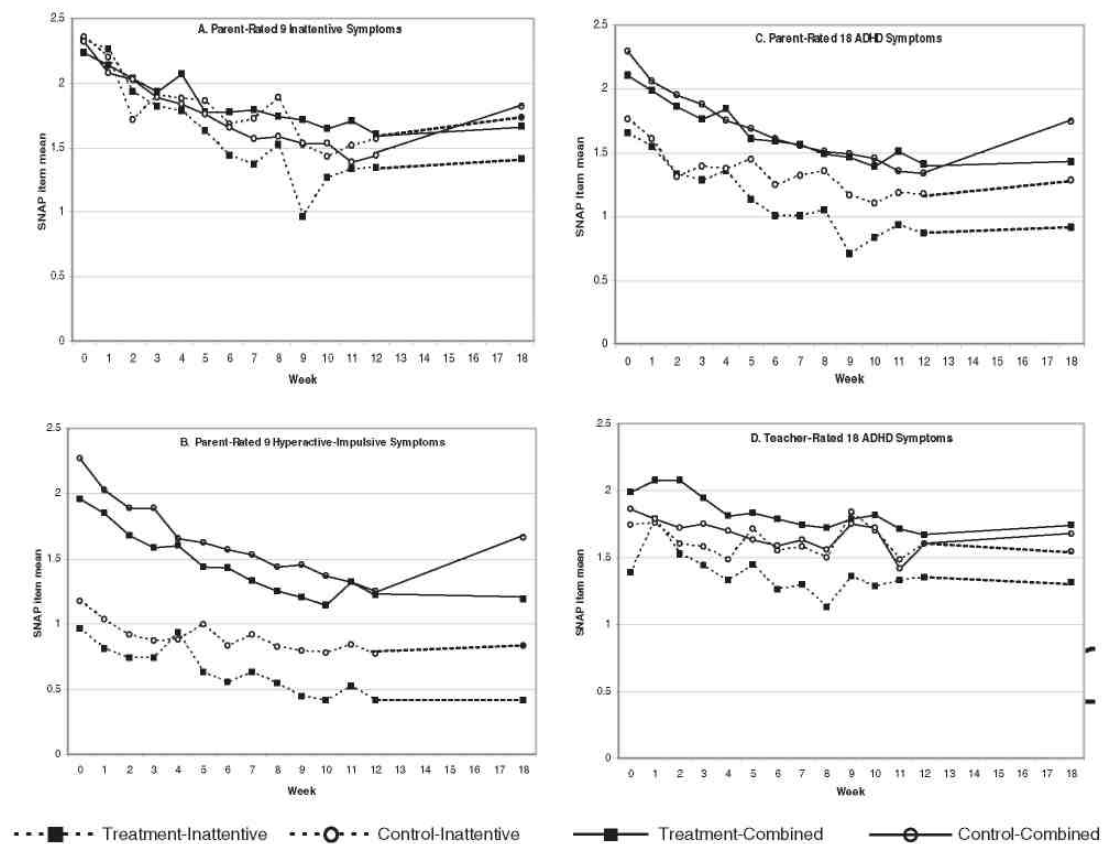 A. Parent-Rated 9 Inattentive Symptoms
SNAP item mean
2.5
2
1.5
1
0.5
0
0 1 2 3 4 5 6 7 8 9 10 11 12 13 14 15 16 17 18
Week
C. Parent-Rated 18 ADHD Symptoms
SNAP item mean
2.5
2
1.5
1
0.5
0
0 1 2 3 4 5 6 7 8 9 10 11 12 13 14 15 16 17 18
Week
B. Parent-Rated 9 Hyperactive-Impulsive Symptoms
SNAP item mean
2.5
2
1.5
1
0.5
0
0 1 2 3 4 5 6 7 8 9 10 11 12 13 14 15 16 17 18
Week
D. Teacher-Rated 18 ADHD Symptoms
SNAP item mean
2.5
2
1.5
1
0.5
0
0 1 2 3 4 5 6 7 8 9 10 11 12 13 14 15 16 17 18
Week
Treatment-Inattentive Control-Inattentive Treatment-Combined Control-Combined